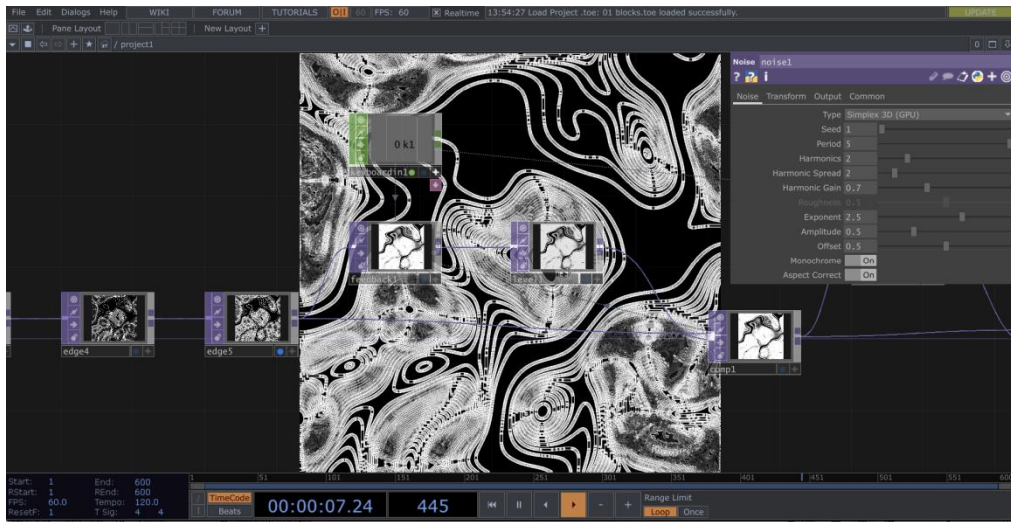 File Edit Dialogs Help WIKI FORUM TUTORIALS O|I 60 FPS: 60 Realtime 13:54:27 Load Project .toe: 01 blocks.toe loaded successfully. UPDATE
Pane Layout New Layout +
/ project1 0
Noise noise1
? i
Noise Transform Output Common
Type Simplex 3D (GPU)
Seed 1
Period 5
Harmonics 2
Harmonic Spread 2
Harmonic Gain 0.7
Roughness 0.5
Exponent 2.5
Amplitude 0.5
Offset 0.5
Monochrome On
Aspect Correct On
0 k1
keyboardin1
feedback1
level1
edge4
edge5
comp1
Start: 1 End: 600
RStart: 1 REnd: 600
FPS: 60.0 Tempo: 120.0
ResetF: 1 T Sig: 4 4
1 51 101 151 201 251 301 351 401 451 501 551 600
TimeCode
Beats
00:00:07.24 445
Range Limit
Loop Once